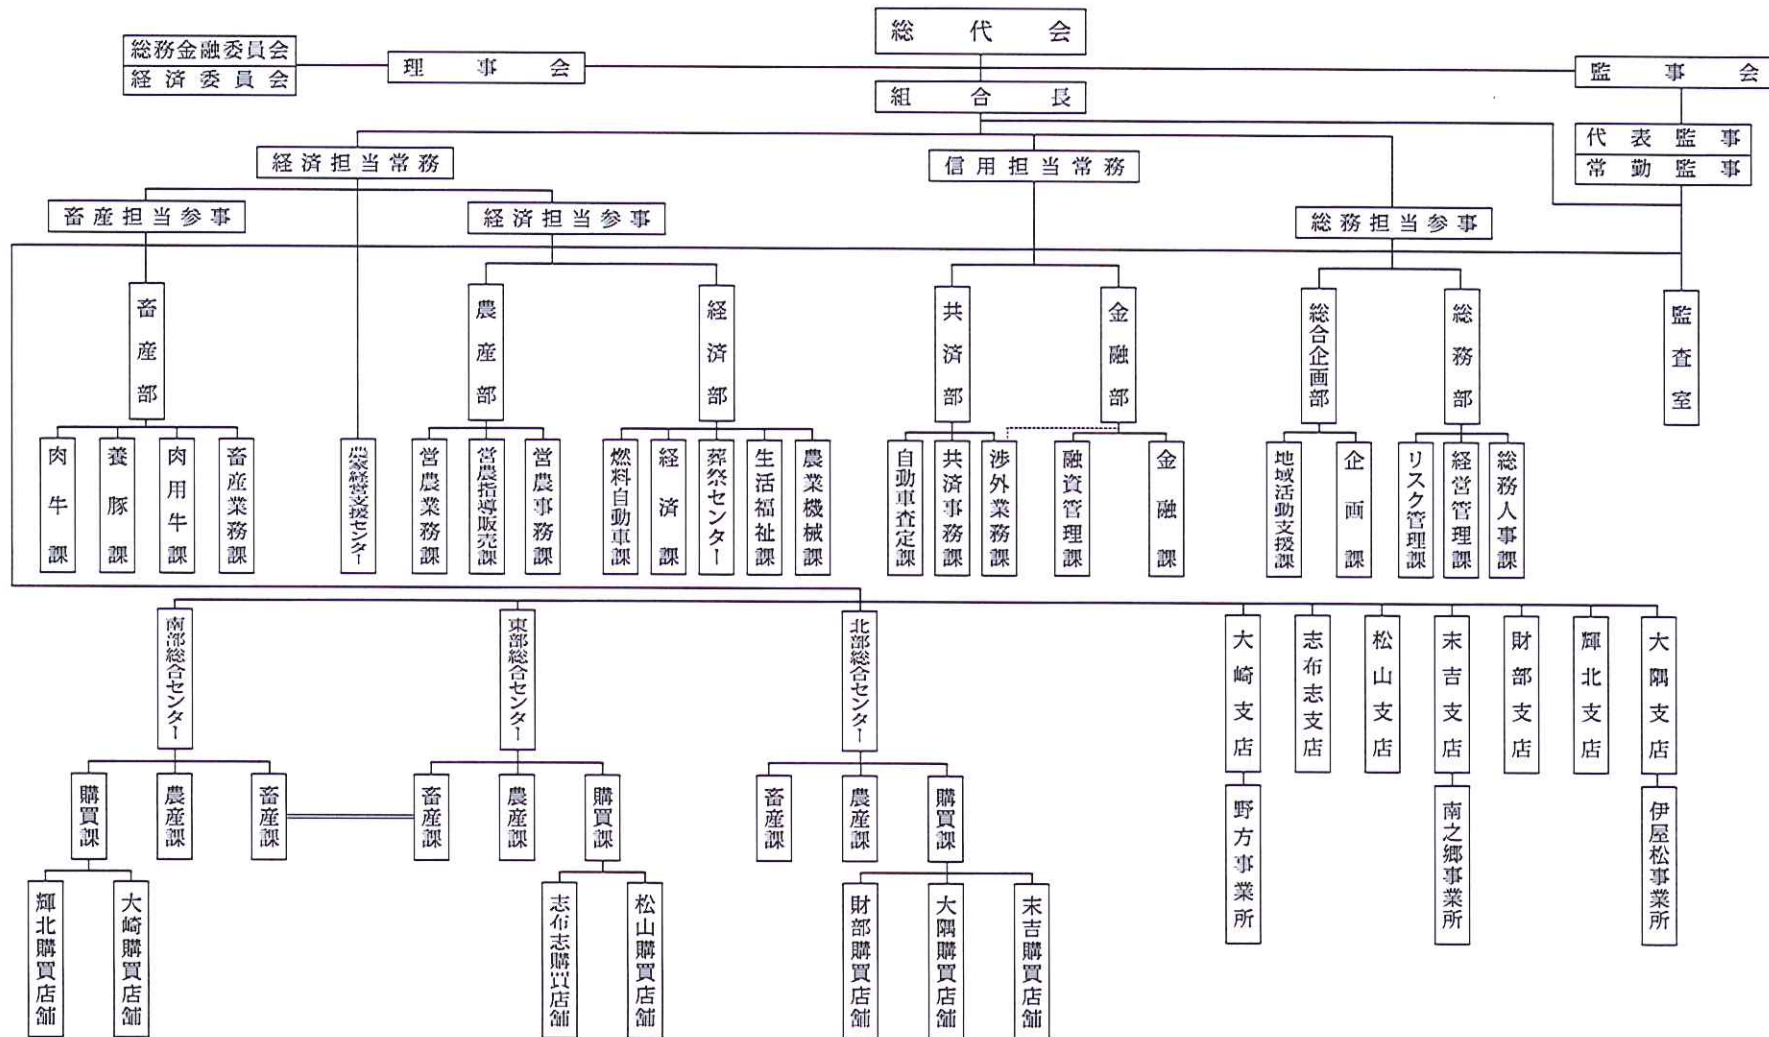 総代会
総務金融委員会
経済委員会
理事会
監事会
組合長
代表監事
常勤監事
経済担当常務
信用担当常務
畜産担当参事
経済担当参事
総務担当参事
畜産部
農産部
経済部
共済部
金融部
総合企画部
総務部
監査室
肉牛課
養豚課
肉用牛課
畜産業務課
農家経営支援センター
営農業務課
営農指導販売課
営農事務課
燃料自動車課
経済課
葬祭センター
生活福祉課
農業機械課
自動車査定課
共済事務課
渉外業務課
融資管理課
金融課
地域活動支援課
企画課
リスク管理課
経営管理課
総務人事課
南部総合センター
東部総合センター
北部総合センター
大崎支店
志布志支店
松山支店
末吉支店
財部支店
輝北支店
大隅支店
購買課
農産課
畜産課
畜産課
農産課
購買課
畜産課
農産課
購買課
野方事業所
南之郷事業所
伊屋松事業所
輝北購買店舗
大崎購買店舗
志布志購買店舗
松山購買店舗
財部購買店舗
大隅購買店舗
末吉購買店舗